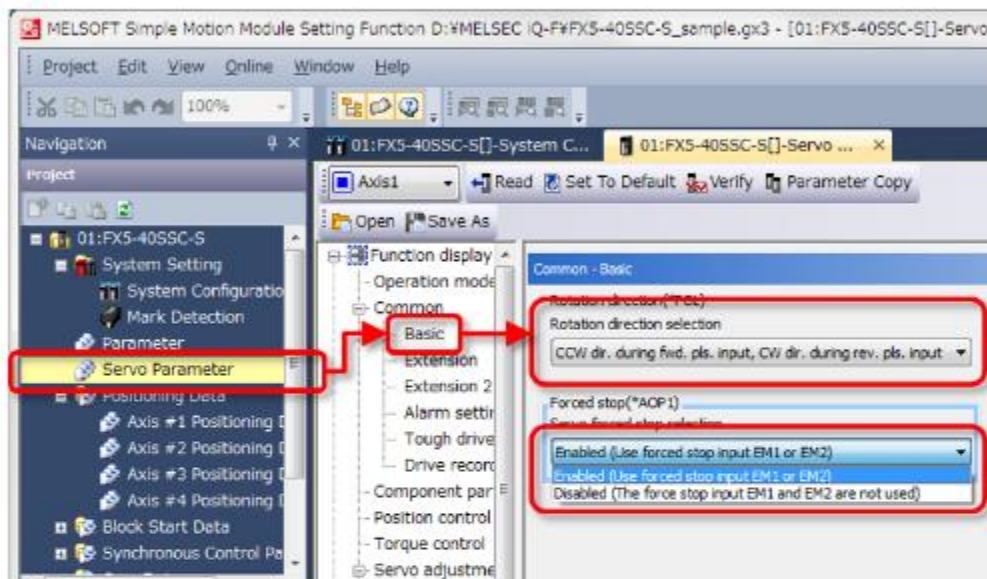 MELSOFT Simple Motion Module Setting Function D:¥MELSEC iQ-F¥FX5-40SSC-S_sample.gx3 - [01:FX5-40SSC-S[]-Servo
Project Edit View Online Window Help
100%
Navigation
01:FX5-40SSC-S[]-System C...
01:FX5-40SSC-S[]-Servo ...
Project
Axis1
Read
Set To Default
Verify
Parameter Copy
Open
Save As
01:FX5-40SSC-S
System Setting
System Configuratio
Mark Detection
Parameter
Servo Parameter
Positioning Data
Axis #1 Positioning D
Axis #2 Positioning D
Axis #3 Positioning D
Axis #4 Positioning D
Block Start Data
Synchronous Control Pa
Function display
Operation mode
Common
Basic
Extension
Extension 2
Alarm settin
Tough drive
Drive record
Component par
Position control
Torque control
Servo adjustme
Common - Basic
Rotation direction(*POL)
Rotation direction selection
CCW dir. during fwd. pls. input, CW dir. during rev. pls. input
Forced stop(*AOP1)
Servo forced stop selection
Enabled (Use forced stop input EM1 or EM2)
Enabled (Use forced stop input EM1 or EM2)
Disabled (The force stop input EM1 and EM2 are not used)